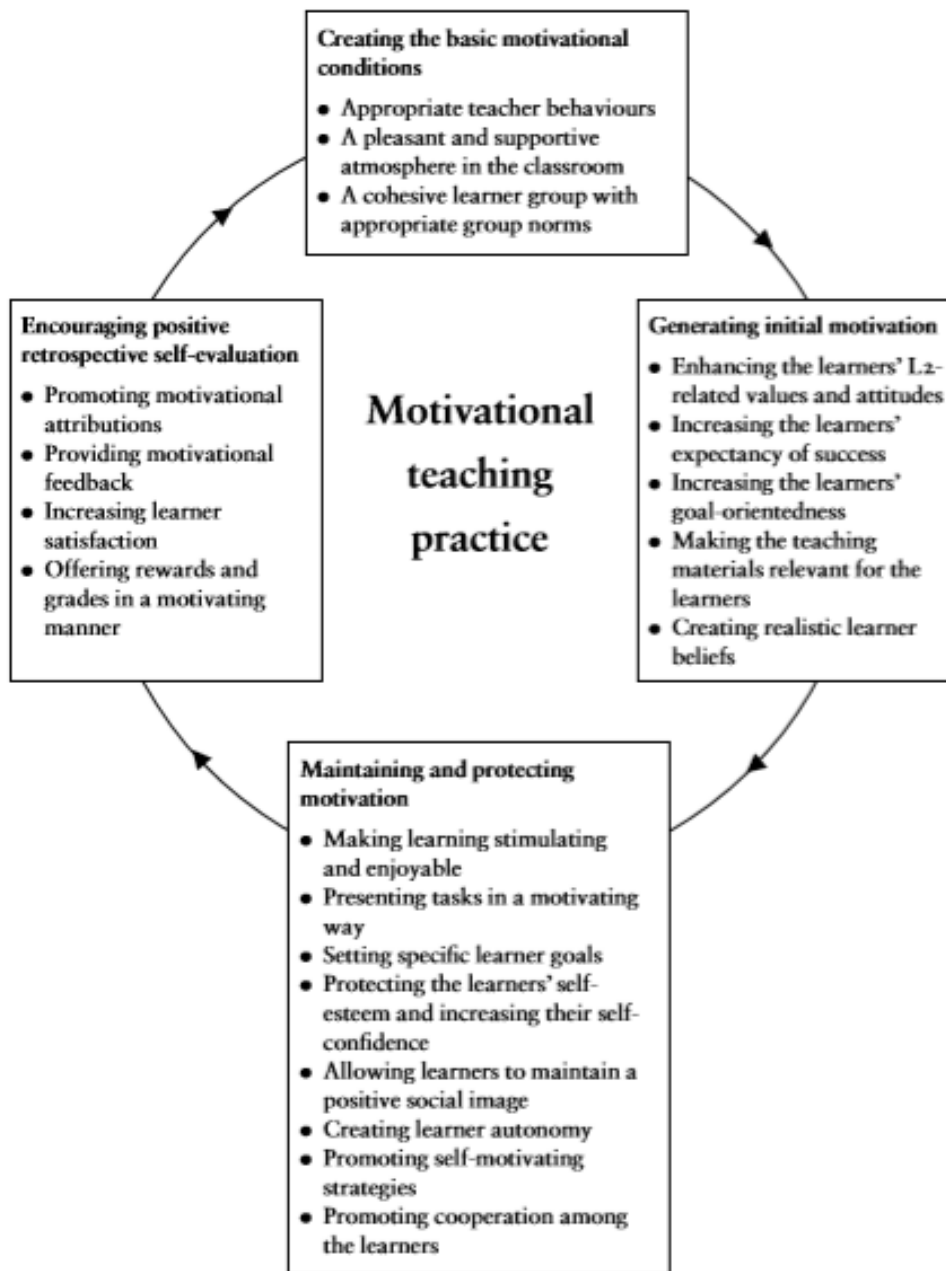 Creating the basic motivational
conditions
• Appropriate teacher behaviours
• A pleasant and supportive
atmosphere in the classroom
• A cohesive learner group with
appropriate group norms
Generating initial motivation
• Enhancing the learners' L2-
related values and attitudes
• Increasing the learners'
expectancy of success
• Increasing the learners'
goal-orientedness
• Making the teaching
materials relevant for the
learners
• Creating realistic learner
beliefs
Maintaining and protecting
motivation
• Making learning stimulating
and enjoyable
• Presenting tasks in a motivating
way
• Setting specific learner goals
• Protecting the learners' self-
esteem and increasing their self-
confidence
• Allowing learners to maintain a
positive social image
• Creating learner autonomy
• Promoting self-motivating
strategies
• Promoting cooperation among
the learners
Encouraging positive
retrospective self-evaluation
• Promoting motivational
attributions
• Providing motivational
feedback
• Increasing learner
satisfaction
• Offering rewards and
grades in a motivating
manner
Motivational
teaching
practice